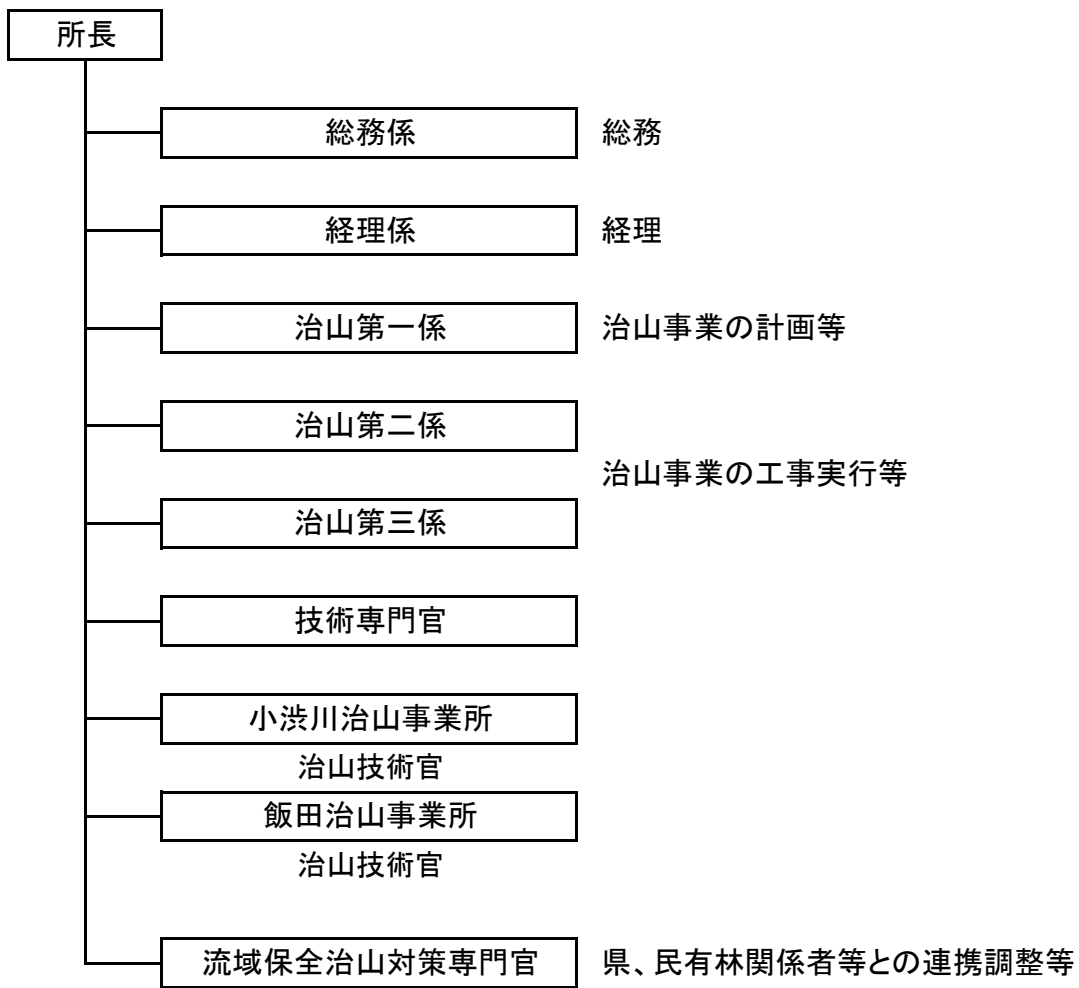 所長
総務係 総務
経理係 経理
治山第一係 治山事業の計画等
治山第二係
治山事業の工事実行等
治山第三係
技術専門官
小渋川治山事業所
治山技術官
飯田治山事業所
治山技術官
流域保全治山対策専門官 県、民有林関係者等との連携調整等